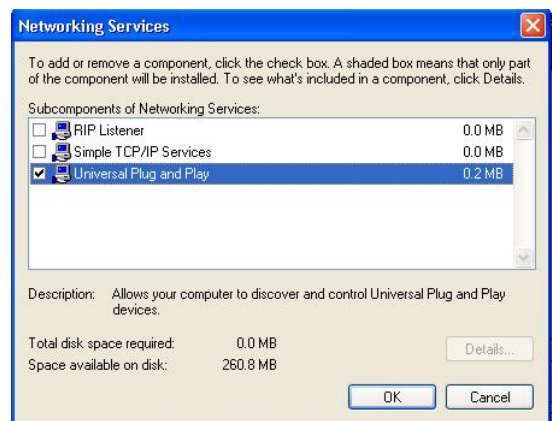 Networking Services
To add or remove a component, click the check box. A shaded box means that only part
of the component will be installed. To see what's included in a component, click Details.
Subcomponents of Networking Services:
RIP Listener 0.0 MB
Simple TCP/IP Services 0.0 MB
Universal Plug and Play 0.2 MB
Description: Allows your computer to discover and control Universal Plug and Play
devices.
Total disk space required: 0.0 MB
Details...
Space available on disk: 260.8 MB
OK Cancel